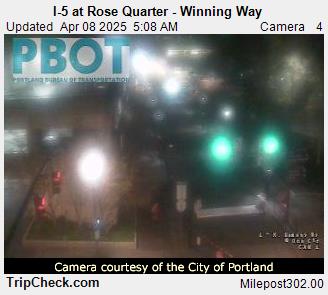 I-5 at Rose Quarter - Winning Way
Updated Apr 08 2025 5:08 AM Camera 4
PBOT
PORTLAND BUREAU OF TRANSPORTATION
Camera courtesy of the City of Portland
TripCheck.com Milepost302.00